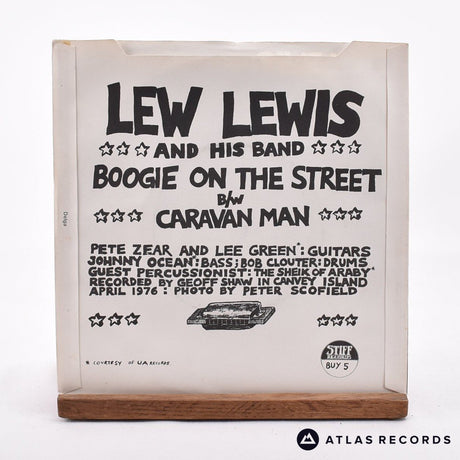 LEW LEWIS
AND HIS BAND
BOOGIE ON THE STREET
B/W
CARAVAN MAN
PETE ZEAR AND LEE GREEN*: GUITARS
JOHNNY OCEAN: BASS; BOB CLOUTER: DRUMS
GUEST PERCUSSIONIST: THE SHEIK OF ARABY*
RECORDED BY GEOFF SHAW IN CANVEY ISLAND
APRIL 1976: PHOTO BY PETER SCOFIELD
* COURTESY OF U.A. RECORDS
STIFF
RECORDS
BUY 5
Delga
ATLAS RECORDS